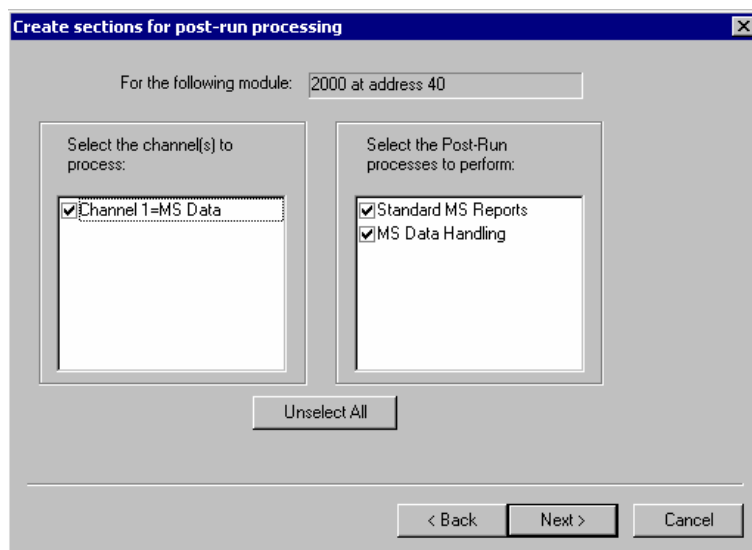 Create sections for post-run processing
For the following module: 2000 at address 40
Select the channel(s) to
process:
Channel 1=MS Data
Select the Post-Run
processes to perform:
Standard MS Reports
MS Data Handling
Unselect All
< Back Next > Cancel